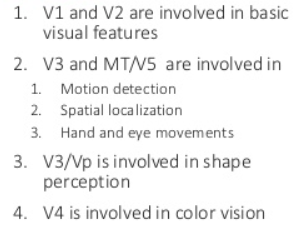 1. V1 and V2 are involved in basic
visual features
2. V3 and MT/V5 are involved in
1. Motion detection
2. Spatial localization
3. Hand and eye movements
3. V3/Vp is involved in shape
perception
4. V4 is involved in color vision